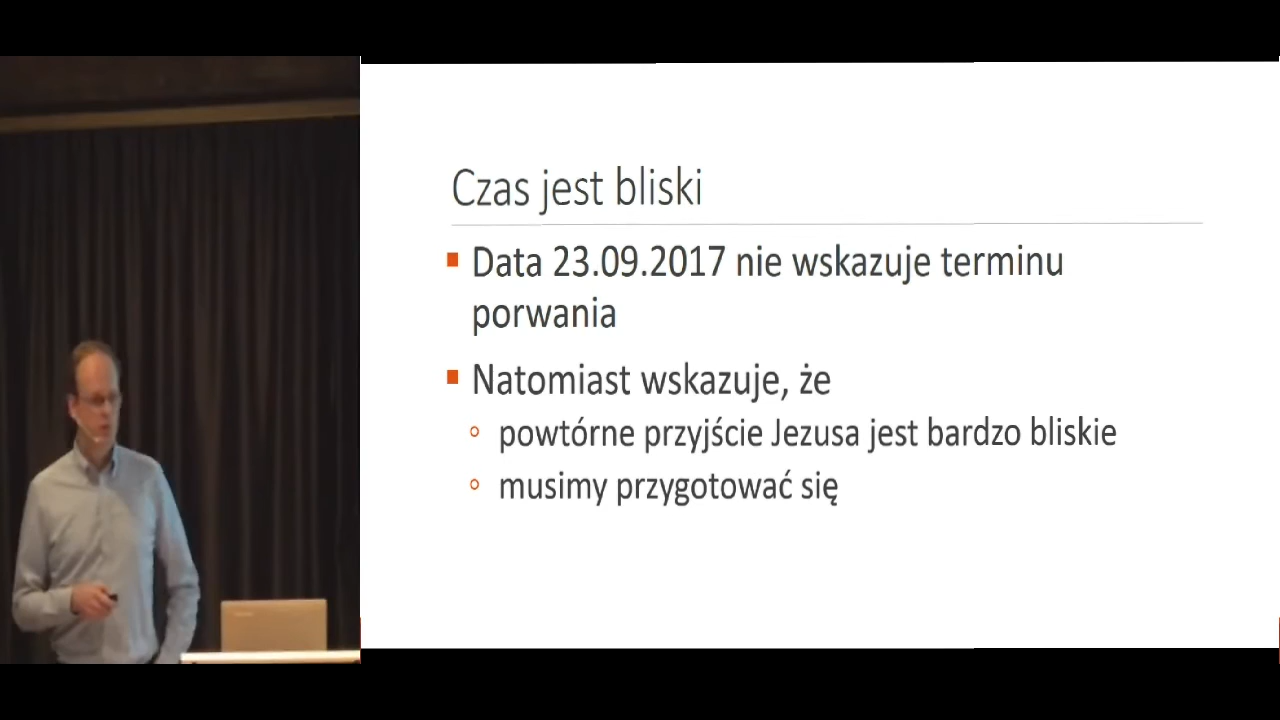 Czas jest bliski
Data 23.09.2017 nie wskazuje terminu
porwania
Natomiast wskazuje, że
powtórne przyjście Jezusa jest bardzo bliskie
musimy przygotować się